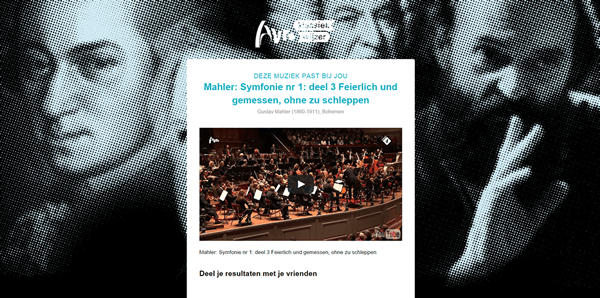 Avro
Klassiek
wijzer
DEZE MUZIEK PAST BIJ JOU
Mahler: Symfonie nr 1: deel 3 Feierlich und
gemessen, ohne zu schleppen
Gustav Mahler (1860-1911), Bohemen
Mahler: Symfonie nr 1: deel 3 Feierlich und gemessen, ohne zu schleppen
Deel je resultaten met je vrienden